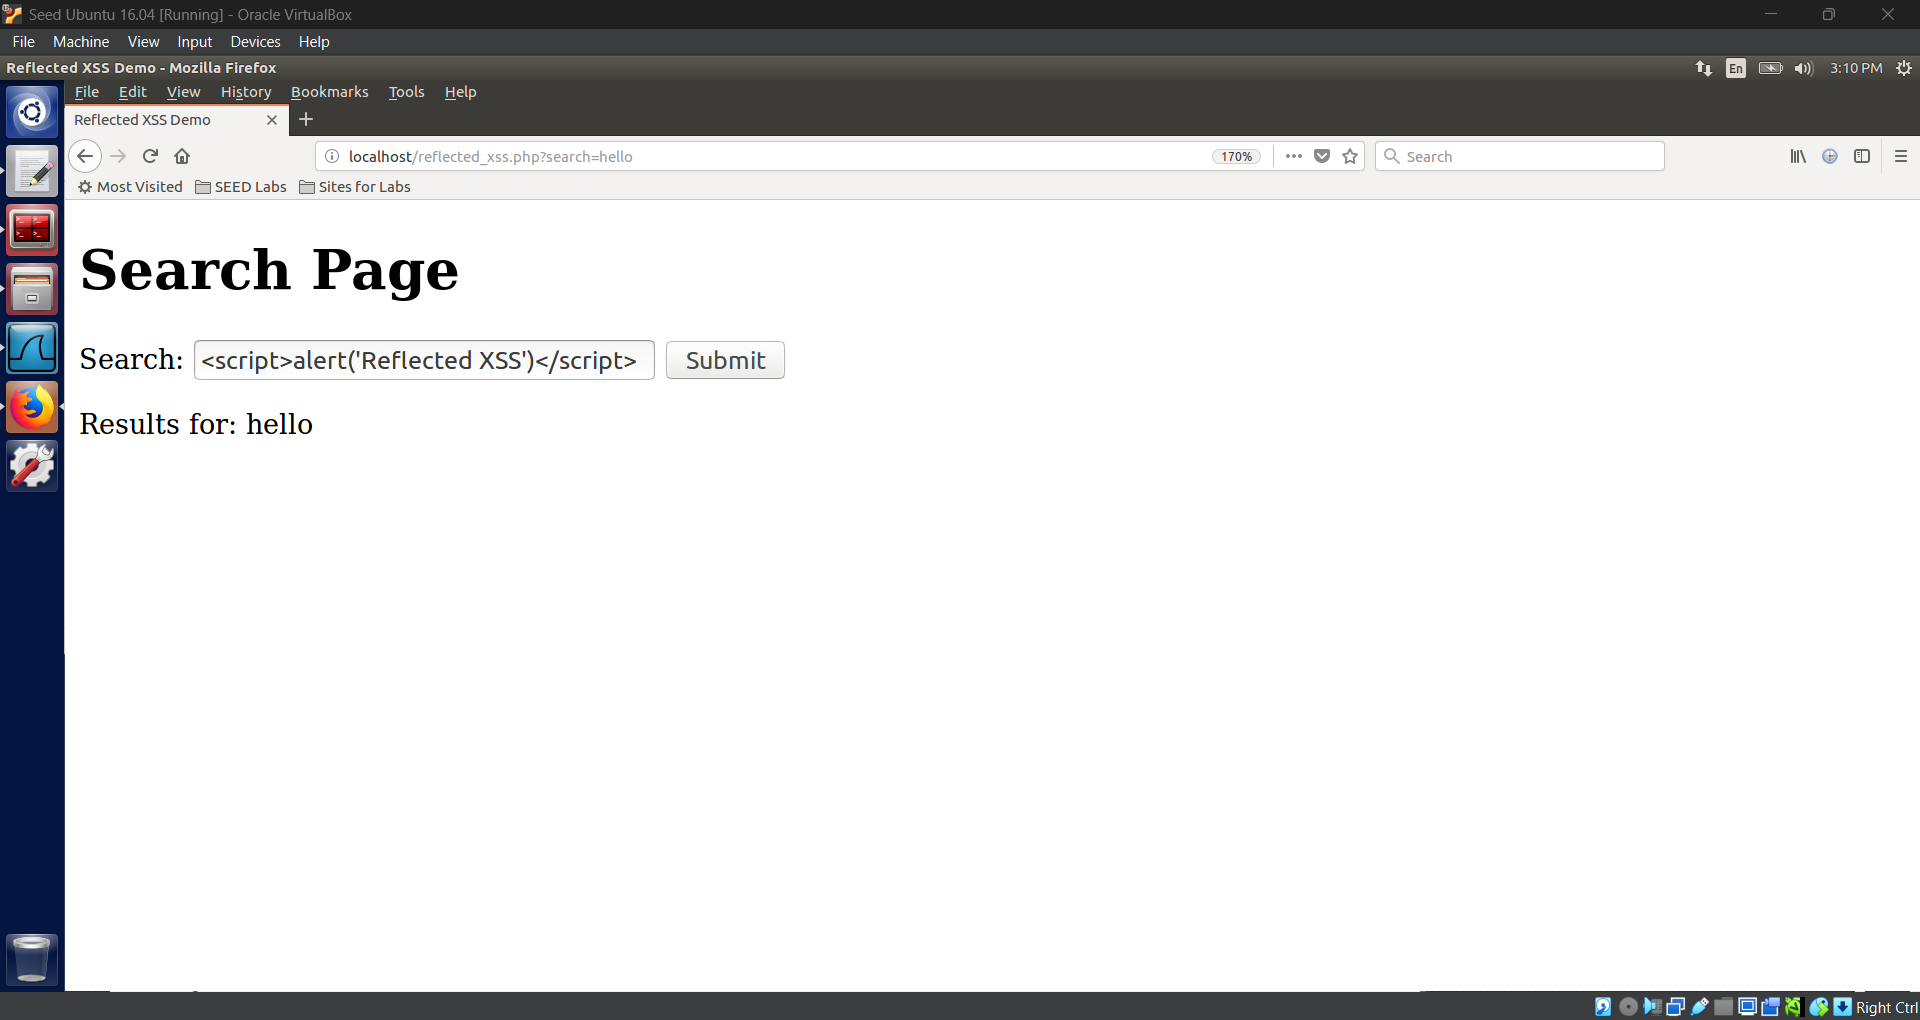 Seed Ubuntu 16.04 [Running] - Oracle VirtualBox
File Machine View Input Devices Help
Reflected XSS Demo - Mozilla Firefox En 3:10 PM
File Edit View History Bookmarks Tools Help
Reflected XSS Demo
localhost/reflected_xss.php?search=hello 170% Search
Most Visited SEED Labs Sites for Labs
Search Page
Search: <script>alert('Reflected XSS')</script> Submit
Results for: hello
Right Ctrl